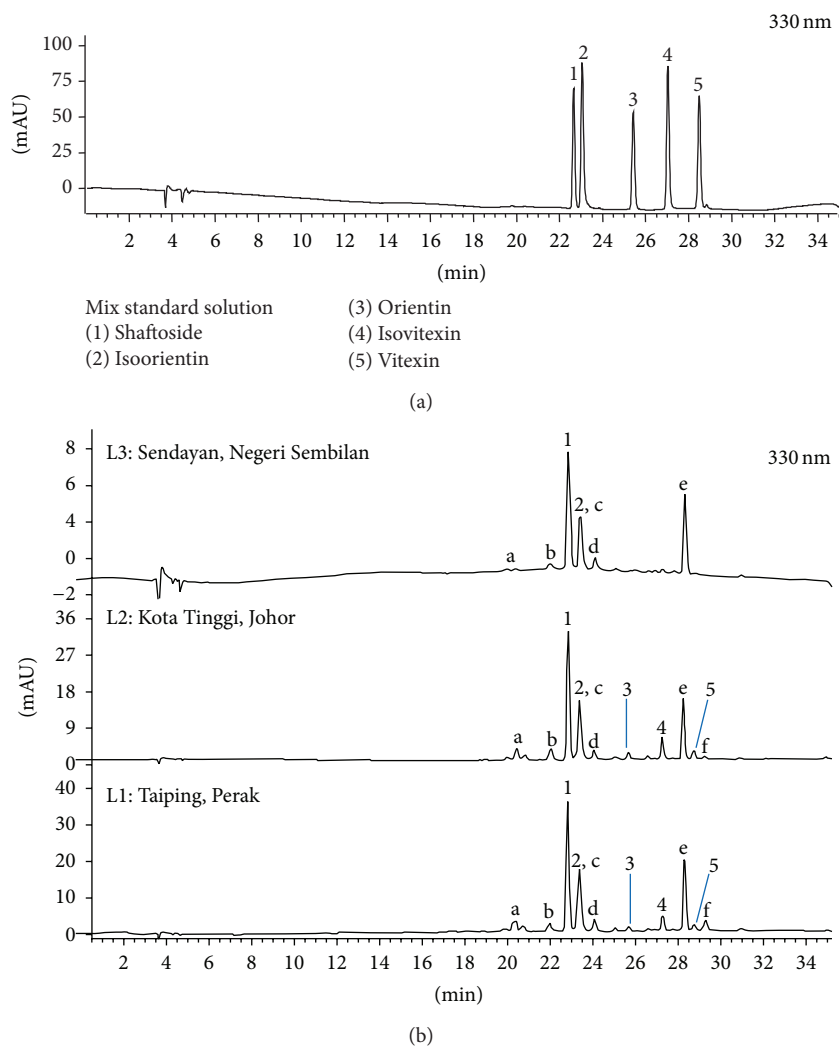 330 nm
100
75
50
25
0
(mAU)
1
2
3
4
5
2 4 6 8 10 12 14 16 18 20 22 24 26 28 30 32 34
(min)
Mix standard solution
(1) Shaftoside
(2) Isoorientin
(3) Orientin
(4) Isovitexin
(5) Vitexin
(a)
L3: Sendayan, Negeri Sembilan
330 nm
8
6
4
0
−2
a
b
1
2, c
d
e
L2: Kota Tinggi, Johor
36
27
18
9
0
(mAU)
a
b
1
2, c
d
3
4
e
5
f
L1: Taiping, Perak
40
30
20
10
0
a
b
1
2, c
d
3
4
e
5
f
2 4 6 8 10 12 14 16 18 20 22 24 26 28 30 32 34
(min)
(b)